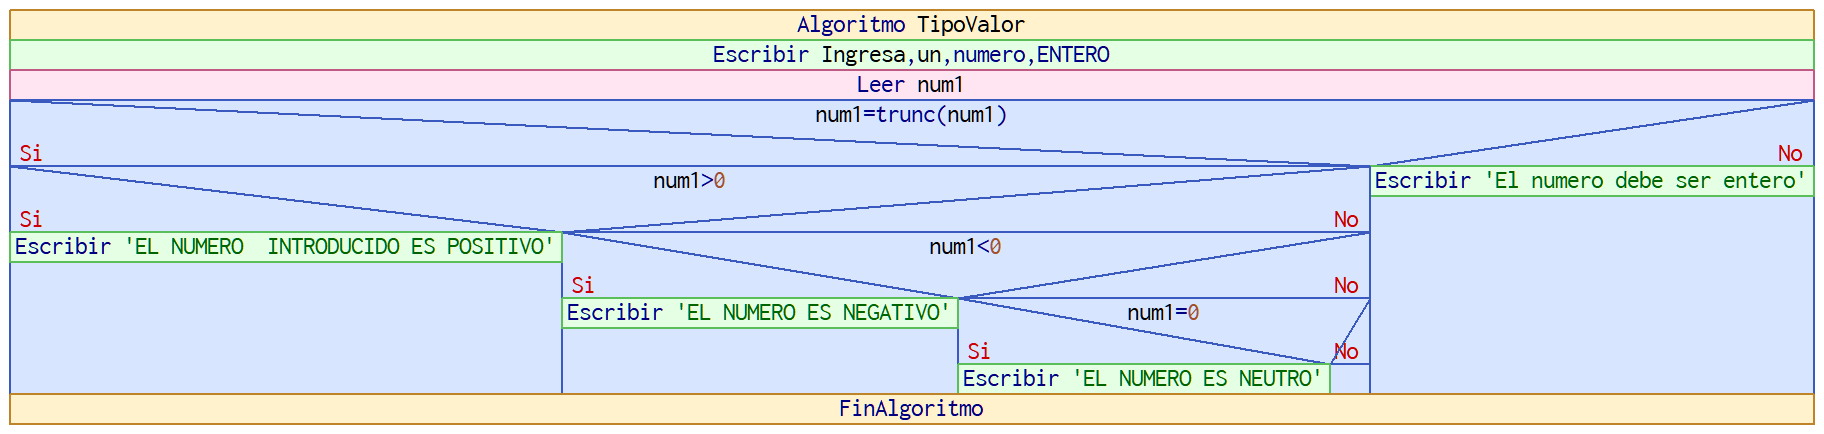 Algoritmo TipoValor
Escribir Ingresa,un,numero,ENTERO
Leer num1
num1=trunc(num1)
Si
No
num1>0
Escribir 'El numero debe ser entero'
Si
No
Escribir 'EL NUMERO  INTRODUCIDO ES POSITIVO'
num1<0
Si
No
Escribir 'EL NUMERO ES NEGATIVO'
num1=0
Si
No
Escribir 'EL NUMERO ES NEUTRO'
FinAlgoritmo